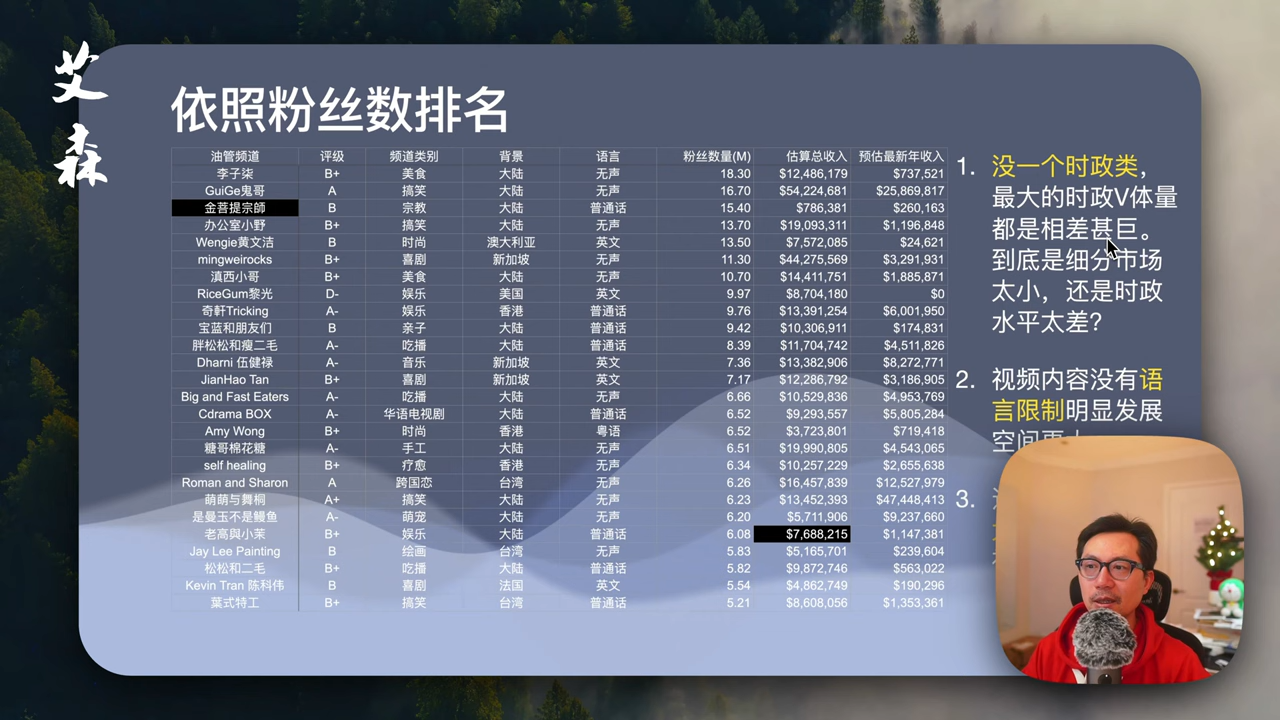 艾森
依照粉丝数排名
油管频道 评级 频道类别 背景 语言 粉丝数量(M) 估算总收入 预估最新年收入
李子柒 B+ 美食 大陆 无声 18.30 $12,486,179 $737,521
GuiGe鬼哥 A 搞笑 大陆 无声 16.70 $54,224,681 $25,869,817
金菩提宗師 B 宗教 大陆 普通话 15.40 $786,381 $260,163
办公室小野 B+ 搞笑 大陆 无声 13.70 $19,093,311 $1,196,848
Wengie黄文洁 B 时尚 澳大利亚 英文 13.50 $7,572,085 $24,621
mingweirocks B+ 喜剧 新加坡 无声 11.30 $44,275,569 $3,291,931
滇西小哥 B+ 美食 大陆 无声 10.70 $14,411,751 $1,885,871
RiceGum黎光 D- 娱乐 美国 英文 9.97 $8,704,180 $0
奇軒Tricking A- 娱乐 香港 普通话 9.76 $13,391,254 $6,001,950
宝蓝和朋友们 B 亲子 大陆 普通话 9.42 $10,306,911 $174,831
胖松松和瘦二毛 A- 吃播 大陆 普通话 8.39 $11,704,742 $4,511,826
Dharni 伍健禄 A- 音乐 新加坡 英文 7.36 $13,382,906 $8,272,771
JianHao Tan B+ 喜剧 新加坡 英文 7.17 $12,286,792 $3,186,905
Big and Fast Eaters A- 吃播 大陆 无声 6.66 $10,529,836 $4,953,769
Cdrama BOX A- 华语电视剧 大陆 普通话 6.52 $9,293,557 $5,805,284
Amy Wong B+ 时尚 香港 粤语 6.52 $3,723,801 $719,418
糖哥棉花糖 A- 手工 大陆 无声 6.51 $19,990,805 $4,543,065
self healing B+ 疗愈 香港 无声 6.34 $10,257,229 $2,655,638
Roman and Sharon A 跨国恋 台湾 无声 6.26 $16,457,839 $12,527,979
萌萌与舞桐 A+ 搞笑 大陆 无声 6.23 $13,452,393 $47,448,413
是曼玉不是鳗鱼 A- 萌宠 大陆 无声 6.20 $5,711,906 $9,237,660
老高與小茉 B+ 娱乐 大陆 普通话 6.08 $7,688,215 $1,147,381
Jay Lee Painting B 绘画 台湾 无声 5.83 $5,165,701 $239,604
松松和二毛 B+ 吃播 大陆 普通话 5.82 $9,872,746 $563,022
Kevin Tran 陈科伟 B 喜剧 法国 英文 5.54 $4,862,749 $190,296
葉式特工 B+ 搞笑 台湾 普通话 5.21 $8,608,056 $1,353,361
1. 没一个时政类，
最大的时政V体量
都是相差甚巨。
到底是细分市场
太小，还是时政
水平太差？
2. 视频内容没有语
言限制明显发展
空间
3.